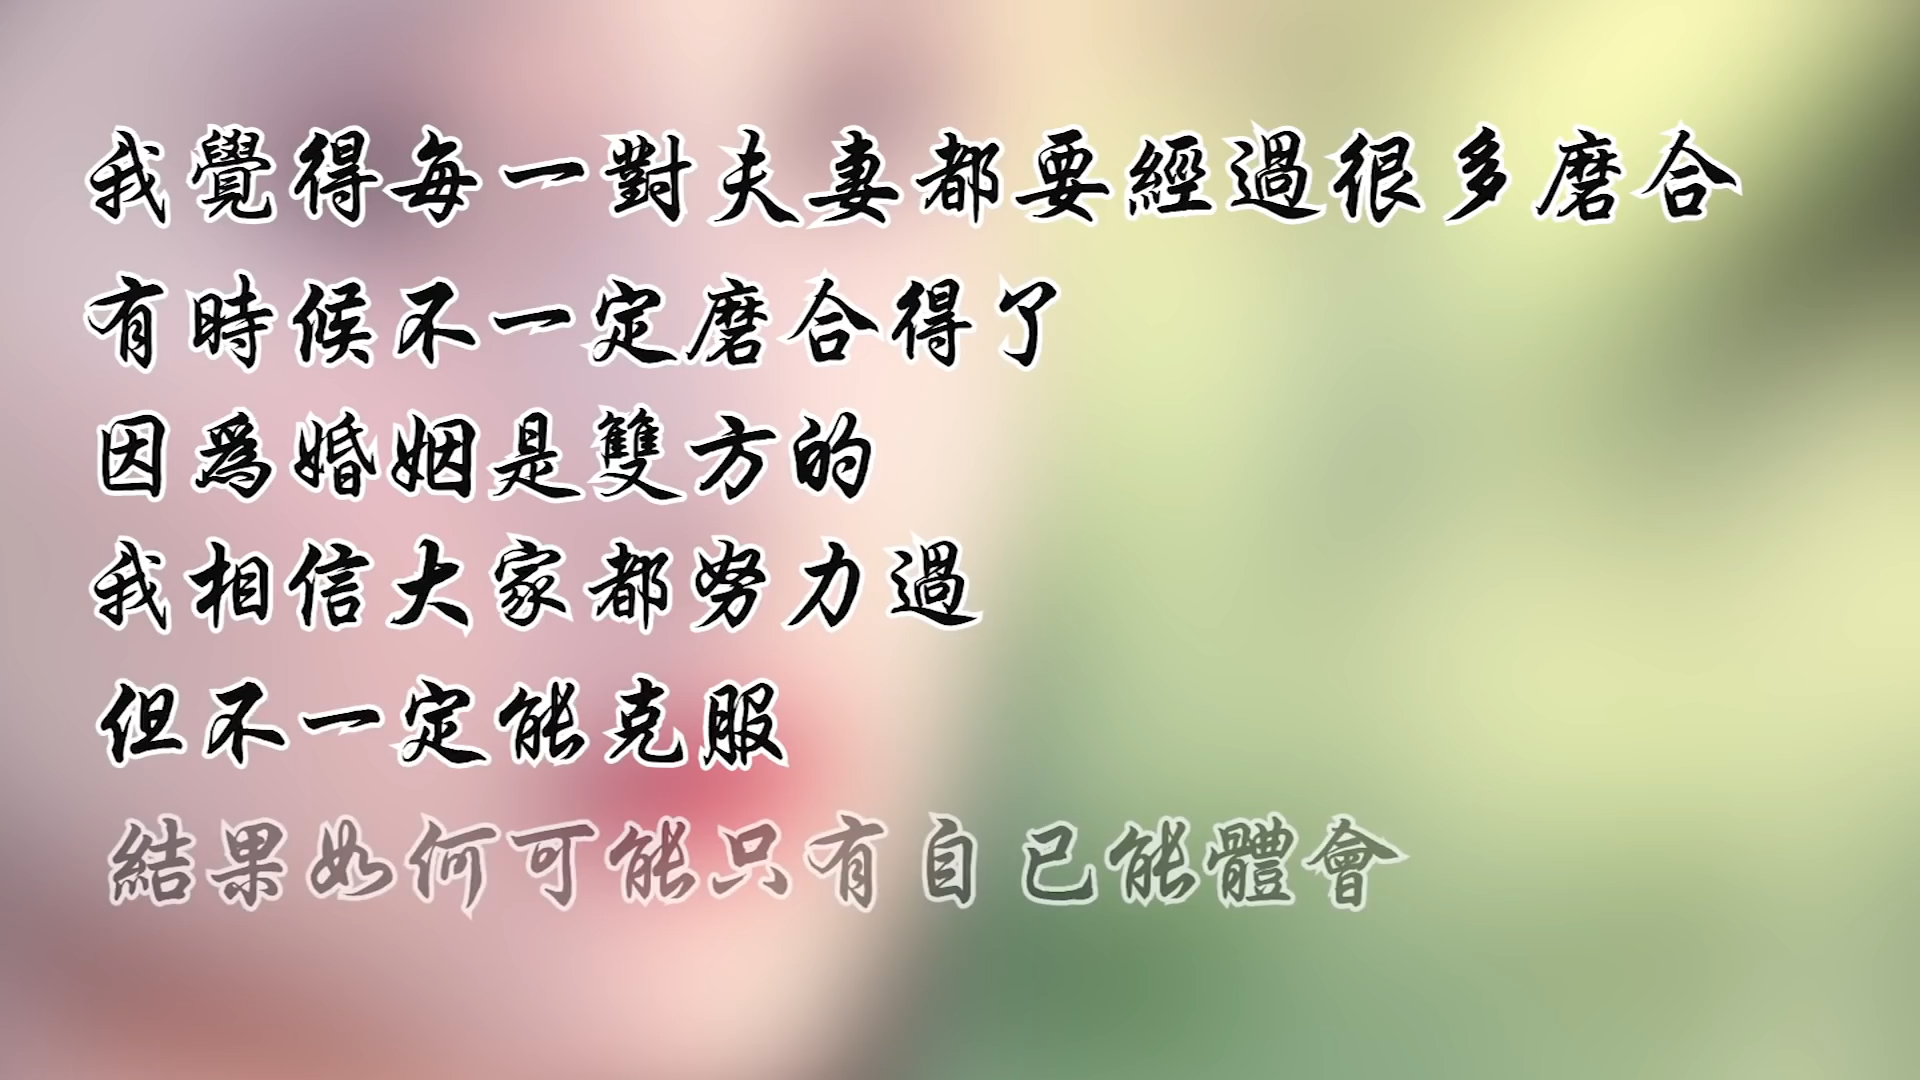 我覺得每一對夫妻都要經過很多磨合
有時候不一定磨合得了
因為婚姻是雙方的
我相信大家都努力過
但不一定能克服
結果如何可能只有自己能體會